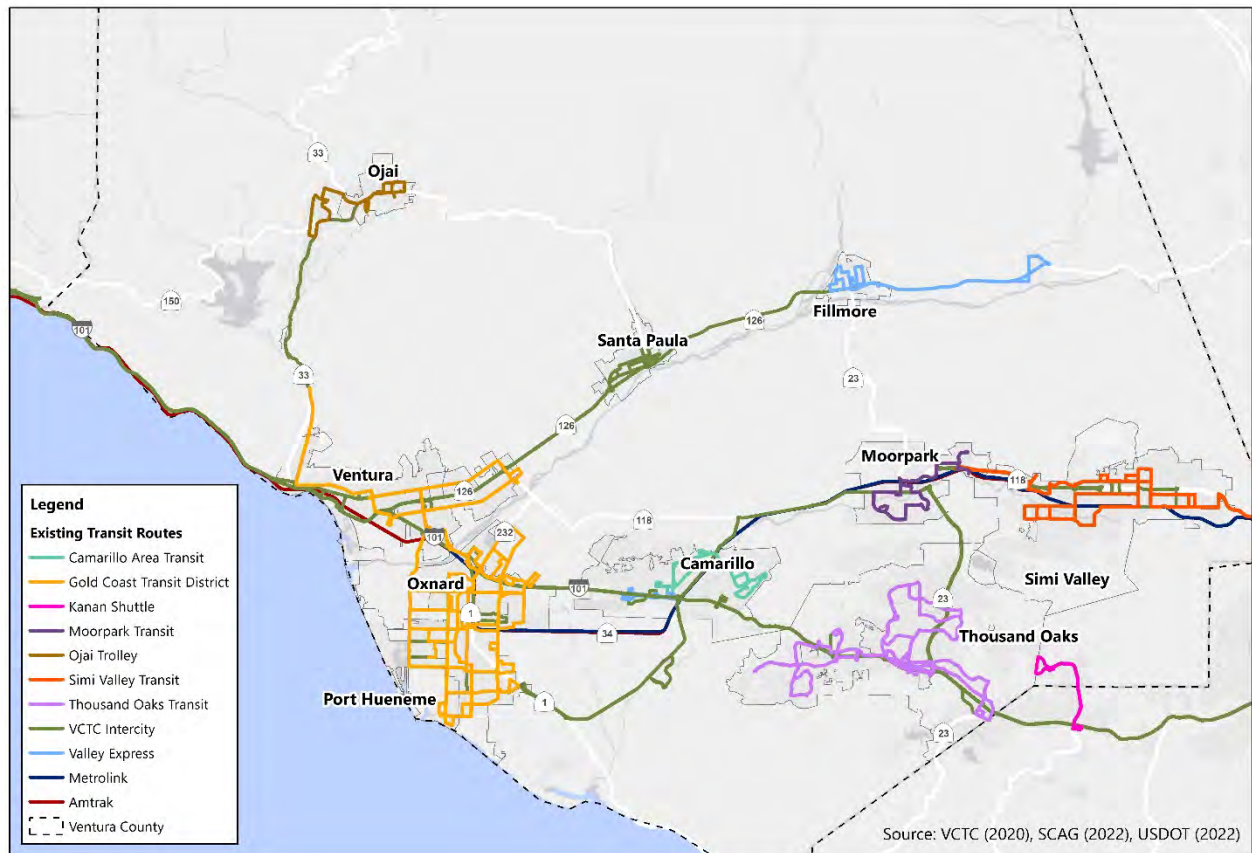 33
Ojai
150
101
Fillmore
126
Santa Paula
33
23
126
Moorpark
Ventura
118
126
232
118
101
Camarillo
Oxnard
101
Simi Valley
1
23
34
Thousand Oaks
Port Hueneme
1
23
Legend
Existing Transit Routes
Camarillo Area Transit
Gold Coast Transit District
Kanan Shuttle
Moorpark Transit
Ojai Trolley
Simi Valley Transit
Thousand Oaks Transit
VCTC Intercity
Valley Express
Metrolink
Amtrak
Ventura County
Source: VCTC (2020), SCAG (2022), USDOT (2022)